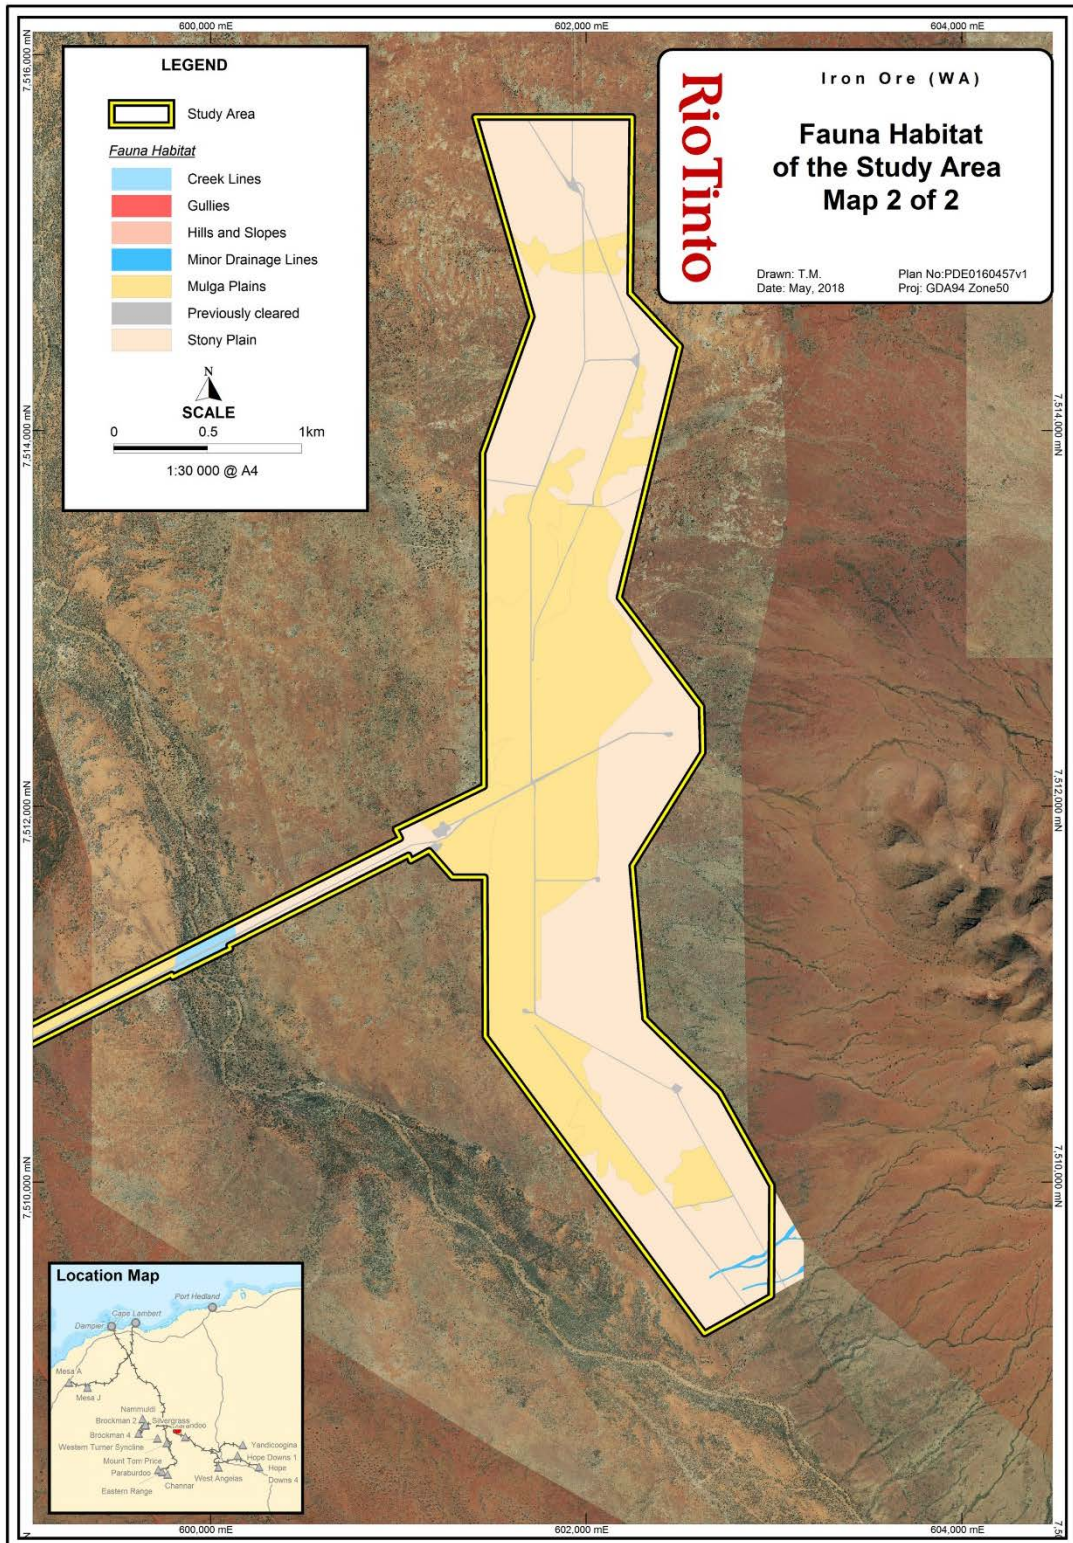 600,000 mE
602,000 mE
604,000 mE
7,516,000 mN
LEGEND
Study Area
Fauna Habitat
Creek Lines
Gullies
Hills and Slopes
Minor Drainage Lines
Mulga Plains
Previously cleared
Stony Plain
N
SCALE
0 0.5 1km
1:30 000 @ A4
RioTinto
Iron Ore (WA)
Fauna Habitat
of the Study Area
Map 2 of 2
Drawn: T.M.
Date: May, 2018
Plan No:PDE0160457v1
Proj: GDA94 Zone50
7,514,000 mN
7,514,000 mN
7,512,000 mN
7,512,000 mN
7,510,000 mN
7,510,000 mN
Location Map
Port Hedland
Cape Lambert
Dampier
Mesa A
Mesa J
Nammuldi
Brockman 2
Silvergrass
Brockman 4
Western Turner Syncline
Yandicoogina
Hope Downs 1
Mount Tom Price
Hope
Downs 4
Paraburdoo
West Angelas
Channar
Eastern Range
600,000 mE
602,000 mE
604,000 mE